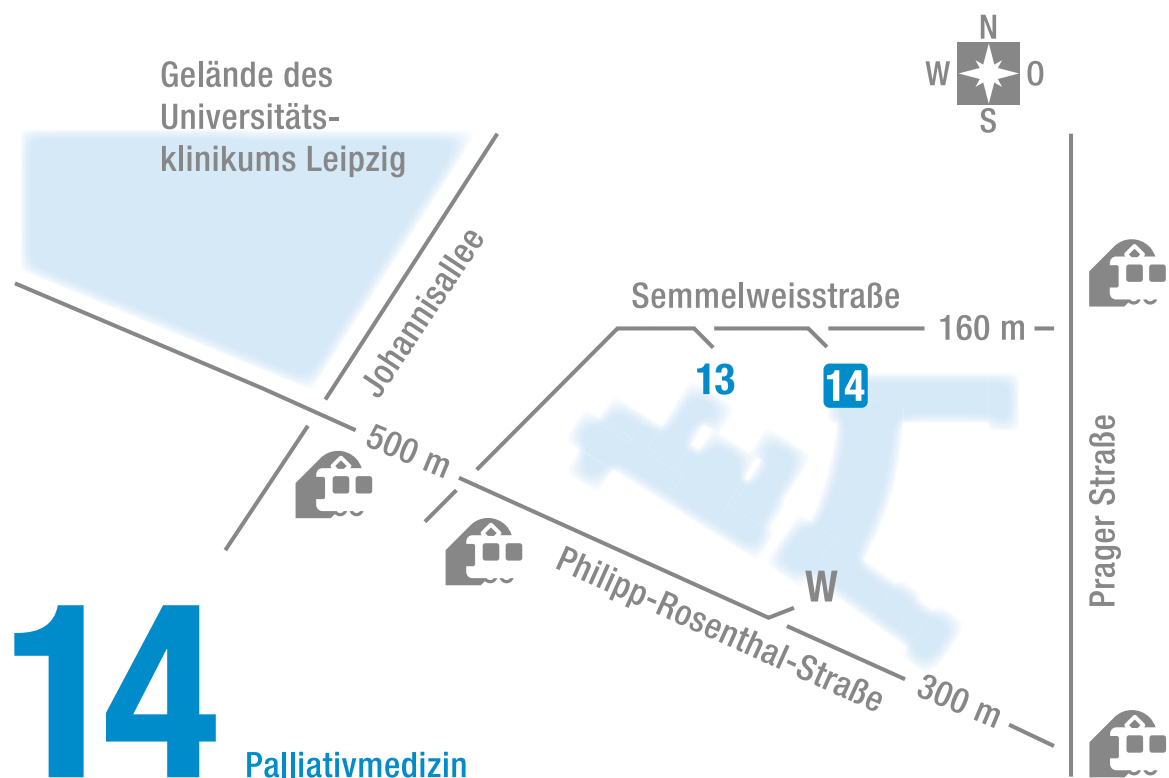 N
W O
S
Gelände des
Universitäts-
klinikums Leipzig
Johannisallee
Semmelweisstraße
160 m
13
14
500 m
Prager Straße
Philipp-Rosenthal-Straße
W
300 m
14
Palliativmedizin